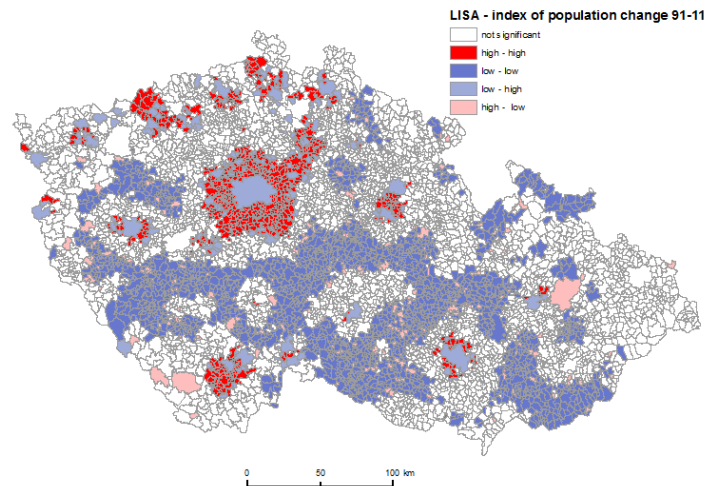 LISA - index of population change 91-11
not significant
high - high
low - low
low - high
high - low
0 50 100 km